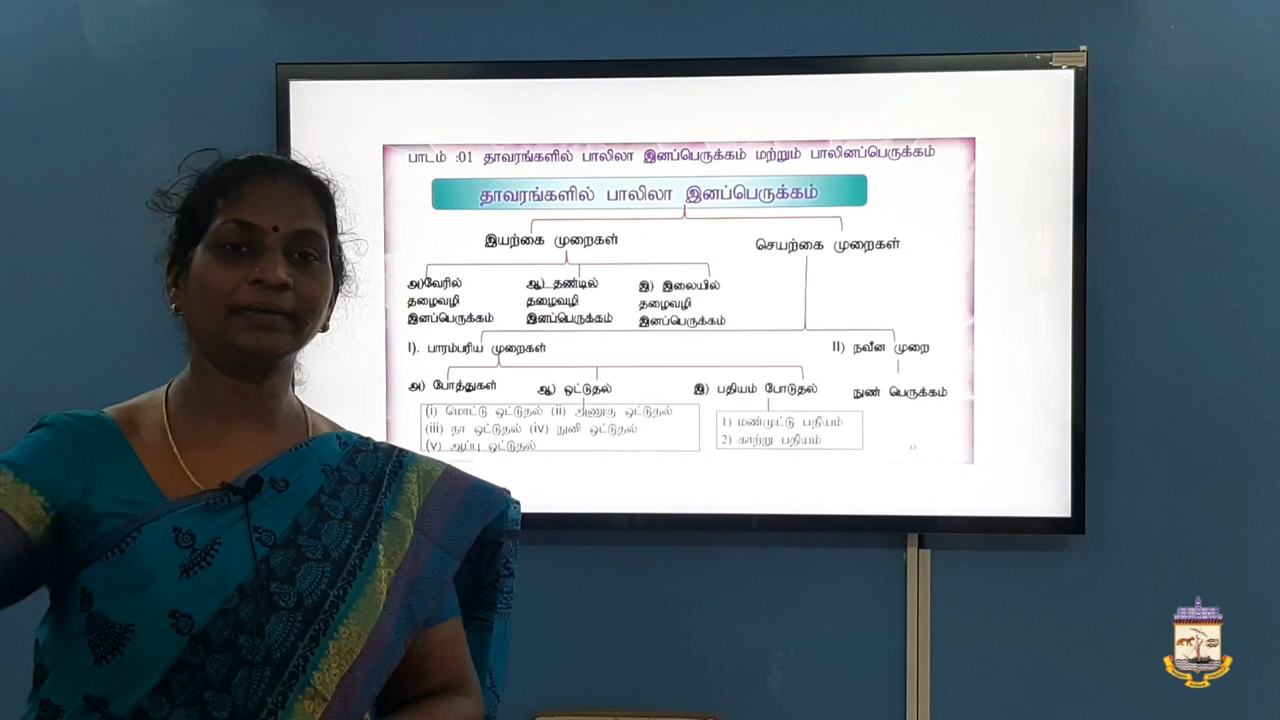 பாடம் :01 தாவரங்களில் பாலிலா இனப்பெருக்கம் மற்றும் பாலினப்பெருக்கம்
தாவரங்களில் பாலிலா இனப்பெருக்கம்
இயற்கை முறைகள்
செயற்கை முறைகள்
அ)வேரில்
தழைவழி
இனப்பெருக்கம்
ஆ) தண்டில்
தழைவழி
இனப்பெருக்கம்
இ) இலையில்
தழைவழி
இனப்பெருக்கம்
I). பாரம்பரிய முறைகள்
II) நவீன முறை
அ) போத்துகள்
ஆ) ஒட்டுதல்
இ) பதியம் போடுதல்
நுண் பெருக்கம்
(i) மொட்டு ஒட்டுதல் (ii) அணுகு ஒட்டுதல்
(iii) நா ஒட்டுதல் (iv) நுனி ஒட்டுதல்
(v) ஆப்பு ஒட்டுதல்
1) மண்முட்டு பதியம்
2) காற்று பதியம்